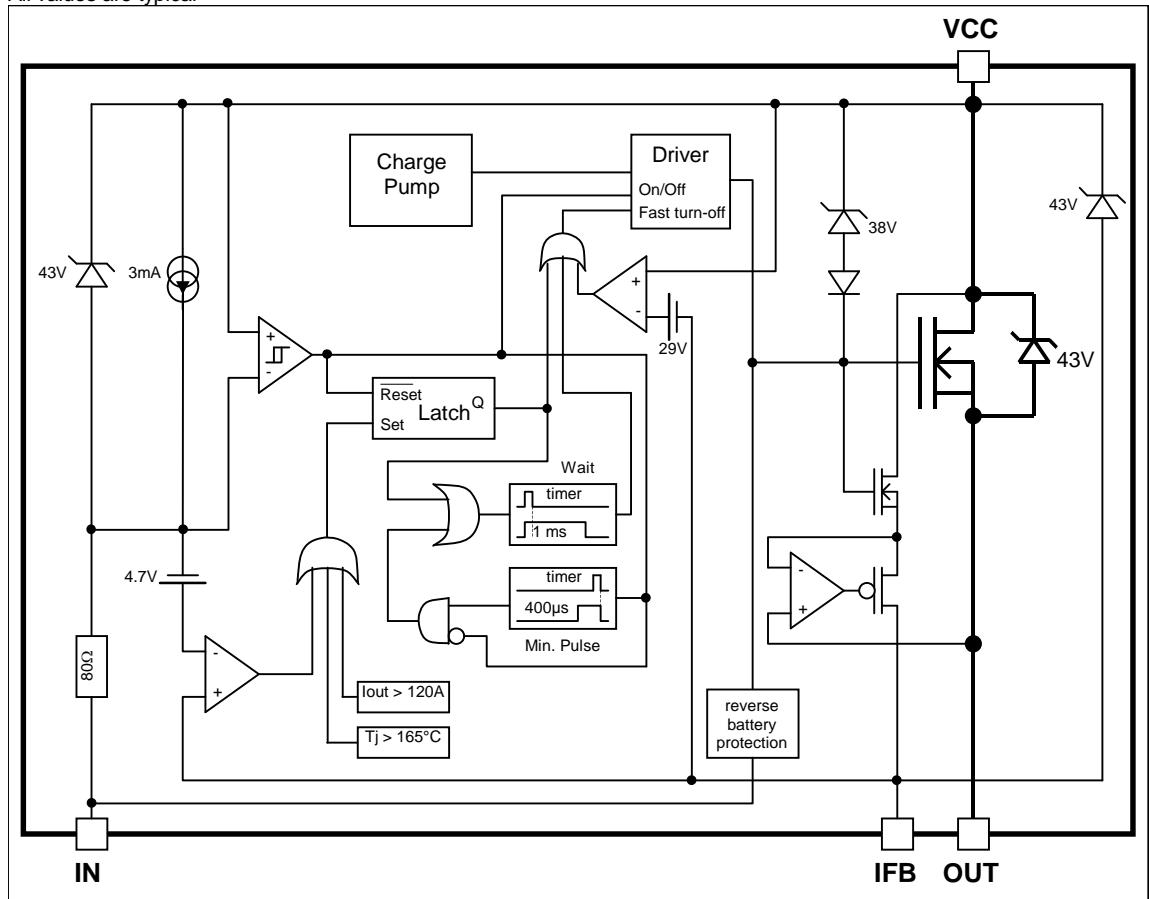 All values are typical
VCC
Charge
Pump
Driver
On/Off
Fast turn-off
43V
3mA
38V
43V
+
-
29V
+
-
43V
Reset
Latch
Q
Set
Wait
timer
1 ms
4.7V
timer
400µs
Min. Pulse
-
+
80Ω
-
+
Iout > 120A
Tj > 165°C
reverse
battery
protection
IN
IFB
OUT